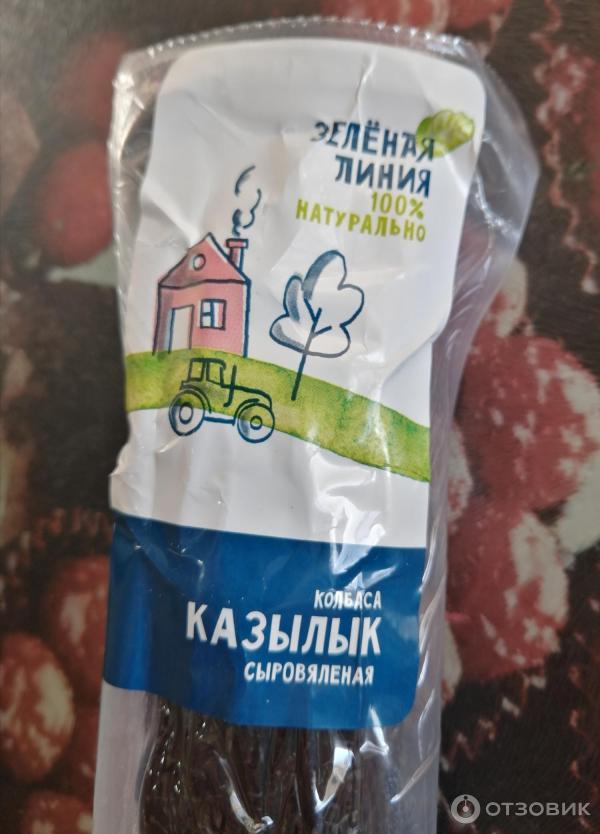 ЗЕЛЁНАЯ
ЛИНИЯ
100%
НАТУРАЛЬНО
КОЛБАСА
КАЗЫЛЫК
СЫРОВЯЛЕНАЯ
ОТЗОВИК